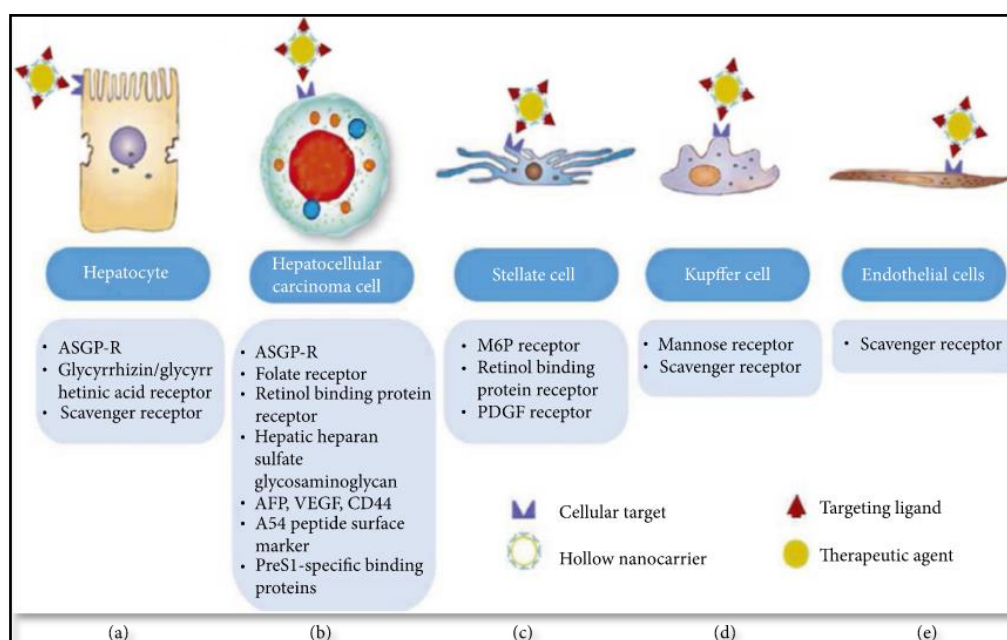 Hepatocyte
ASGP-R
Glycyrrhizin/glycyrr
hetinic acid receptor
Scavenger receptor
Hepatocellular
carcinoma cell
ASGP-R
Folate receptor
Retinol binding protein
receptor
Hepatic heparan
sulfate
glycosaminoglycan
AFP, VEGF, CD44
A54 peptide surface
marker
PreS1-specific binding
proteins
Stellate cell
M6P receptor
Retinol binding
protein receptor
PDGF receptor
Kupffer cell
Mannose receptor
Scavenger receptor
Endothelial cells
Scavenger receptor
Cellular target
Targeting ligand
Hollow nanocarrier
Therapeutic agent
(a)
(b)
(c)
(d)
(e)